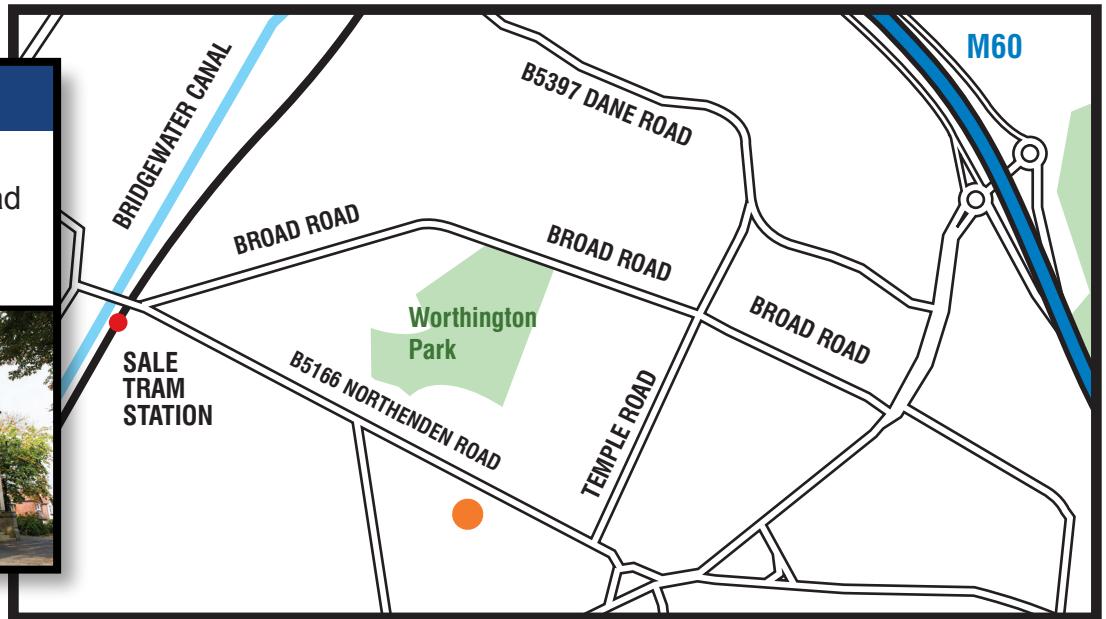 M60
B5397 DANE ROAD
BRIDGEWATER CANAL
BROAD ROAD
BROAD ROAD
BROAD ROAD
Worthington
Park
SALE
TRAM
STATION
B5166 NORTHENDEN ROAD
TEMPLE ROAD